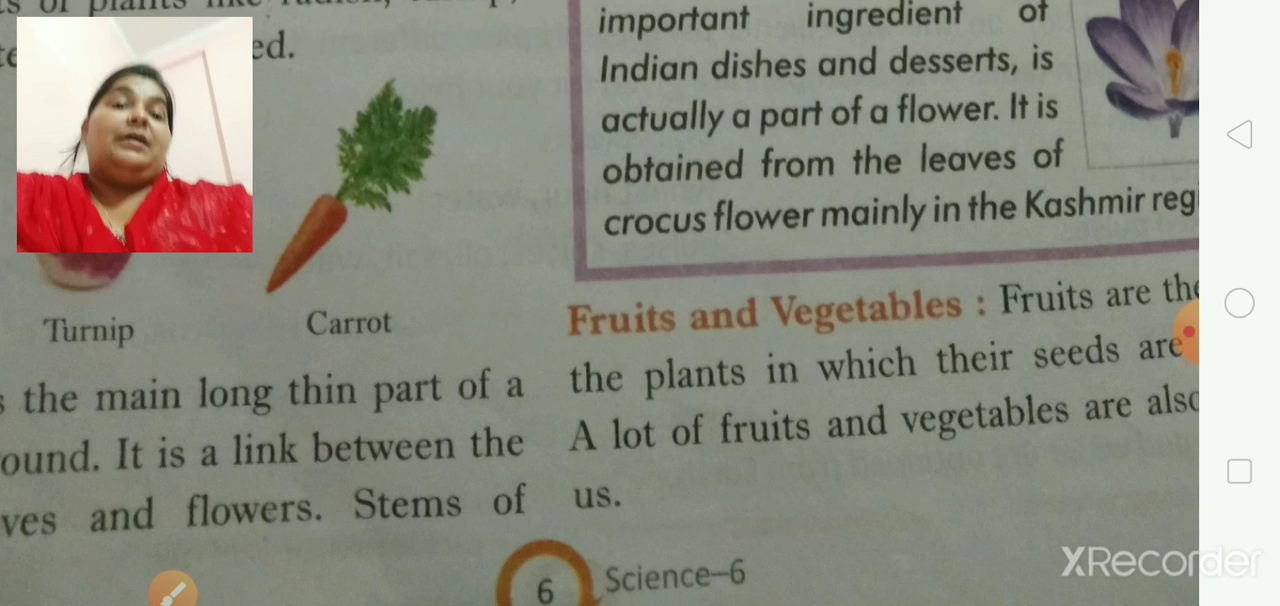 of plants like
ed.
Turnip
Carrot
the main long thin part of a
ound. It is a link between the
ves and flowers. Stems of
important ingredient of
Indian dishes and desserts, is
actually a part of a flower. It is
obtained from the leaves of
crocus flower mainly in the Kashmir reg
Fruits and Vegetables : Fruits are the
the plants in which their seeds are
A lot of fruits and vegetables are also
us.
6
Science–6
XRecorder